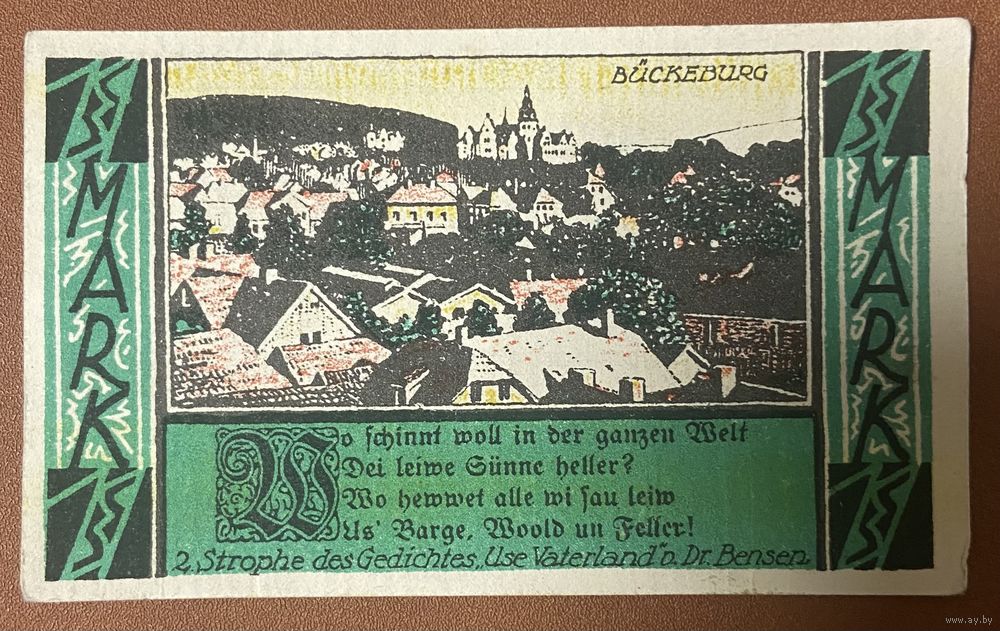 BÜCKEBURG
MARK
MARK
Wo schinnt woll in der ganzen Welt
Dei leiwe Sünne heller?
Wo hewwet alle wi sau leiw
Us' Barge, Woold un Feller!
2. Strophe des Gedichtes „Use Vaterland" v. Dr. Bensen
www.ay.by